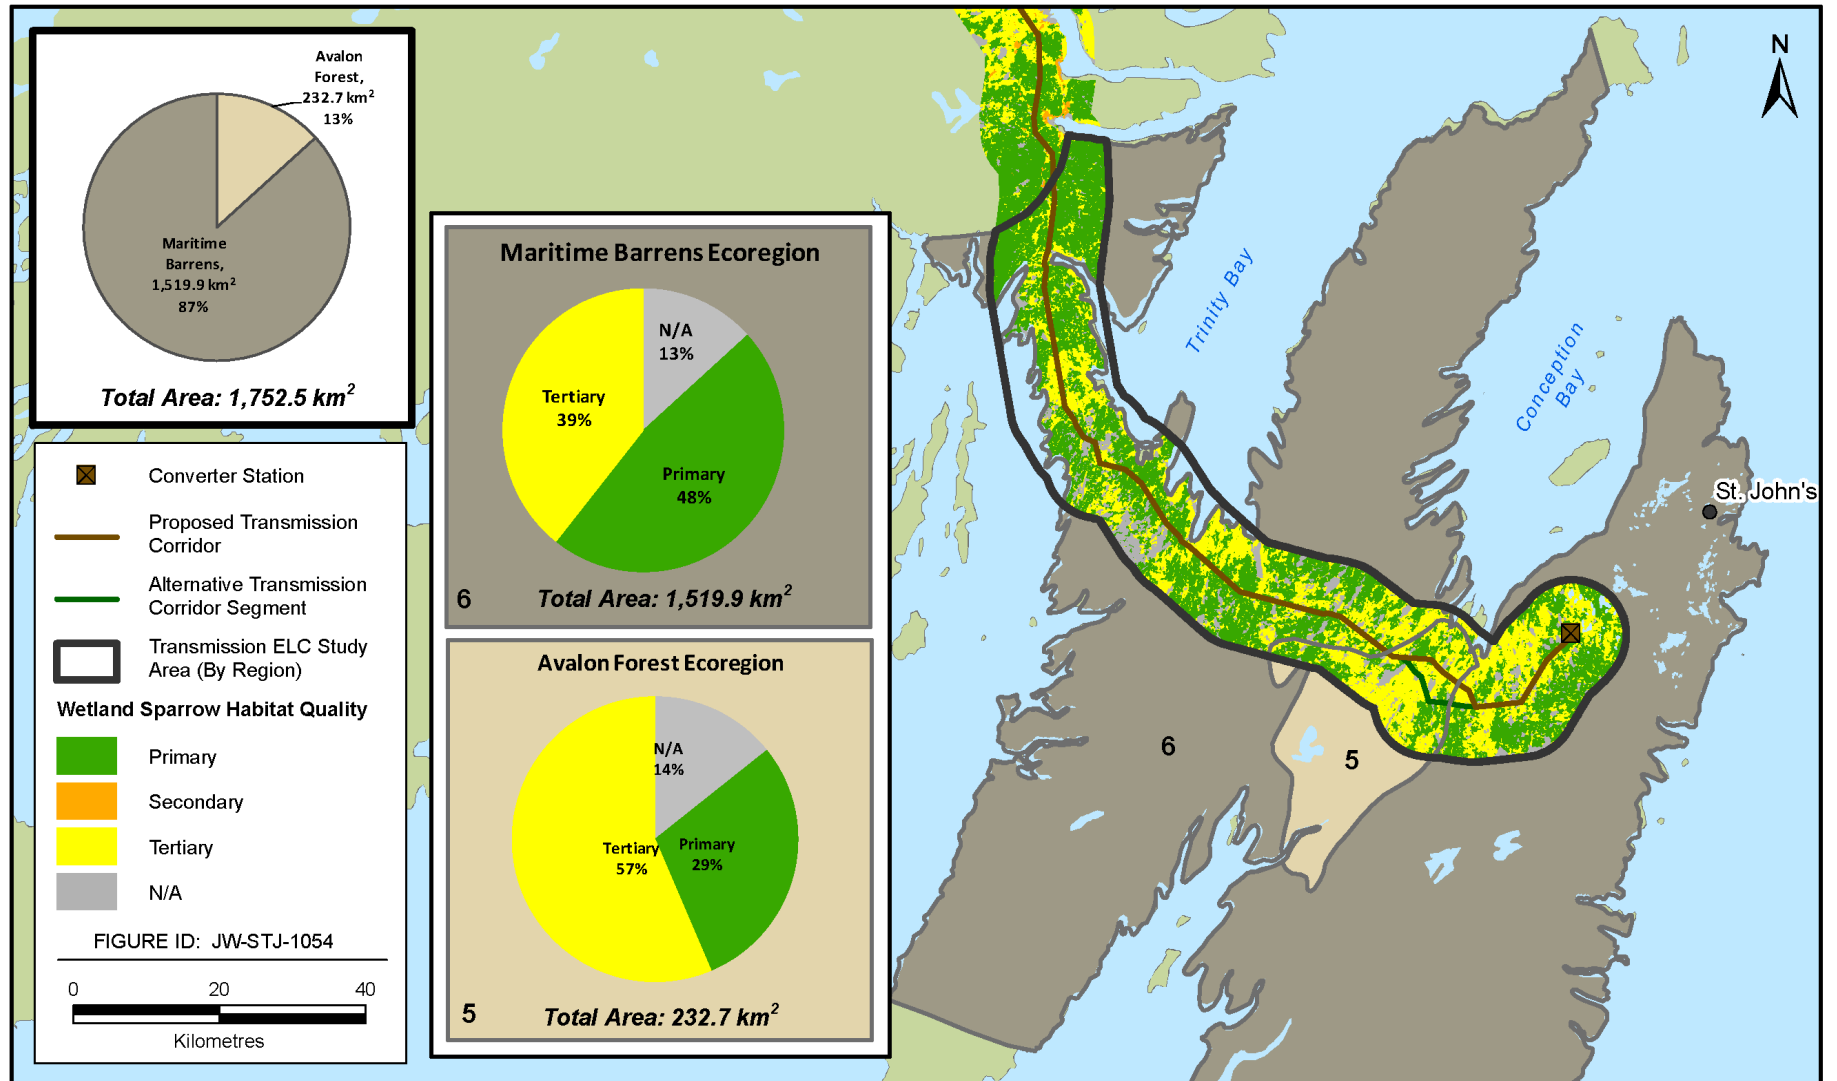 Avalon
Forest,
232.7 km²
13%
Maritime
Barrens,
1,519.9 km²
87%
Total Area: 1,752.5 km²
Converter Station
Proposed Transmission
Corridor
Alternative Transmission
Corridor Segment
Transmission ELC Study
Area (By Region)
Wetland Sparrow Habitat Quality
Primary
Secondary
Tertiary
N/A
FIGURE ID: JW-STJ-1054
0 20 40
Kilometres
Maritime Barrens Ecoregion
N/A
13%
Tertiary
39%
Primary
48%
6
Total Area: 1,519.9 km²
Avalon Forest Ecoregion
N/A
14%
Tertiary
57%
Primary
29%
5
Total Area: 232.7 km²
N
Trinity Bay
Conception
Bay
St. John's
6
5